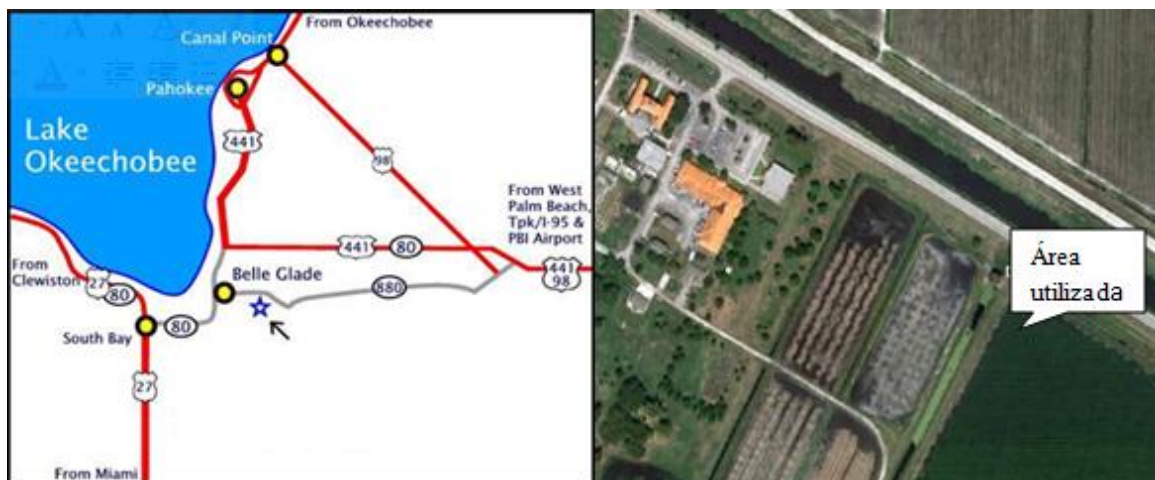 From Okeechobee
Canal Point
Pahokee
Lake
Okeechobee
441
98
From West
Palm Beach,
Tpk/I-95 &
PBI Airport
441
80
From
Clewiston
27
80
Belle Glade
880
441
98
South Bay
80
27
From Miami
Área
utilizada